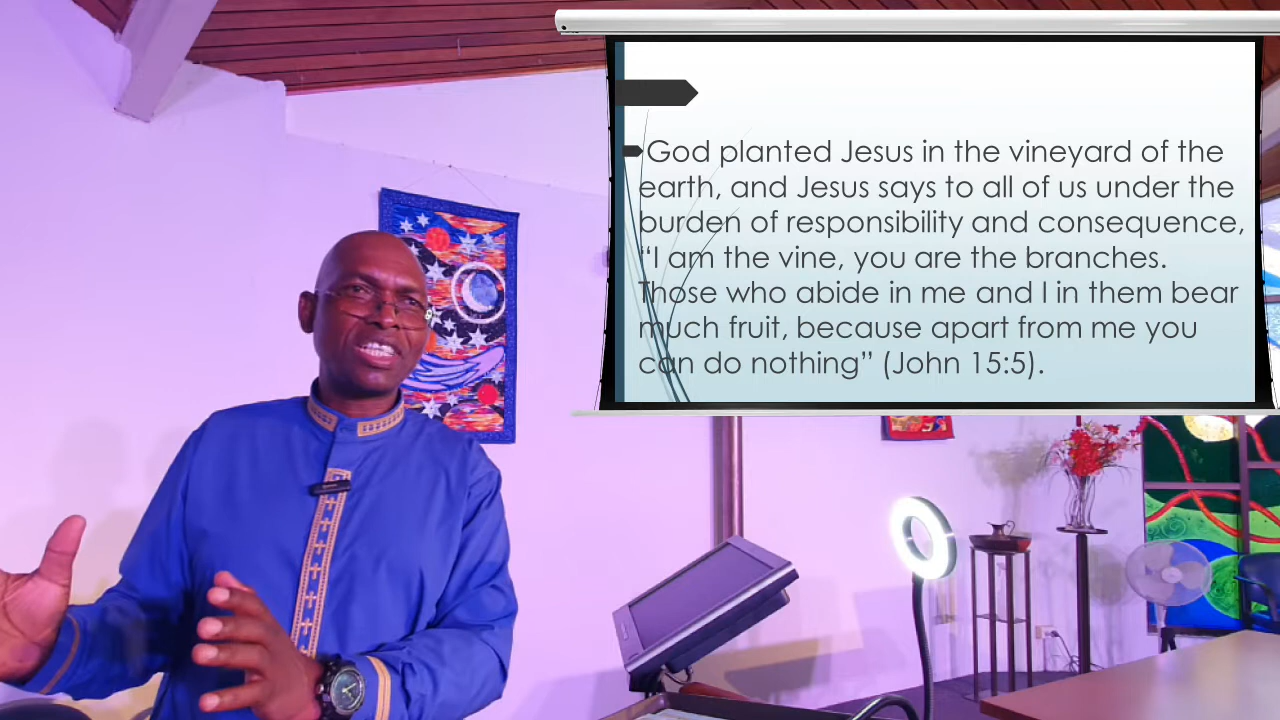 God planted Jesus in the vineyard of the
earth, and Jesus says to all of us under the
burden of responsibility and consequence,
“I am the vine, you are the branches.
Those who abide in me and I in them bear
much fruit, because apart from me you
can do nothing” (John 15:5).